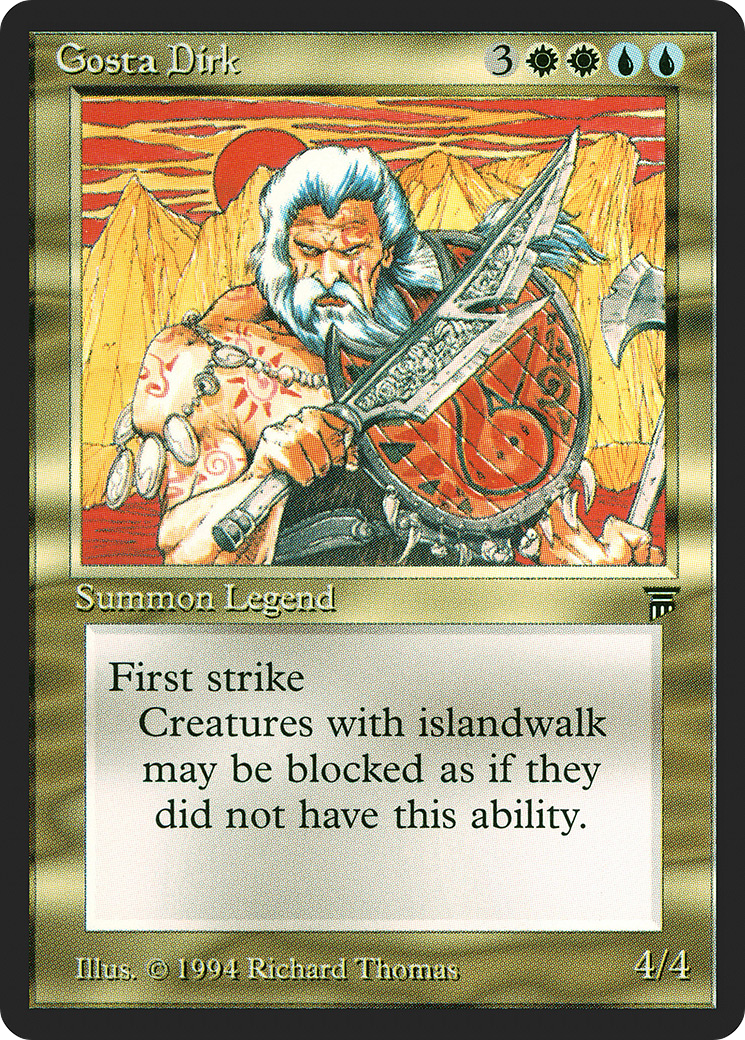 Gosta Dirk 3
Summon Legend
First strike
Creatures with islandwalk
may be blocked as if they
did not have this ability.
Illus. © 1994 Richard Thomas 4/4